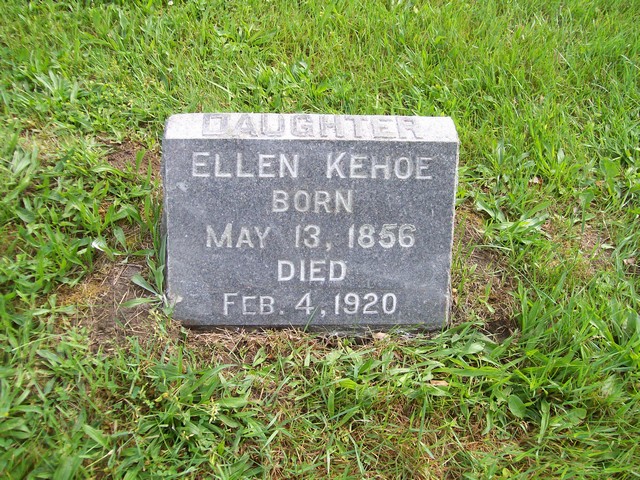 DAUGHTER
ELLEN KEHOE
BORN
MAY 13, 1856
DIED
FEB. 4, 1920